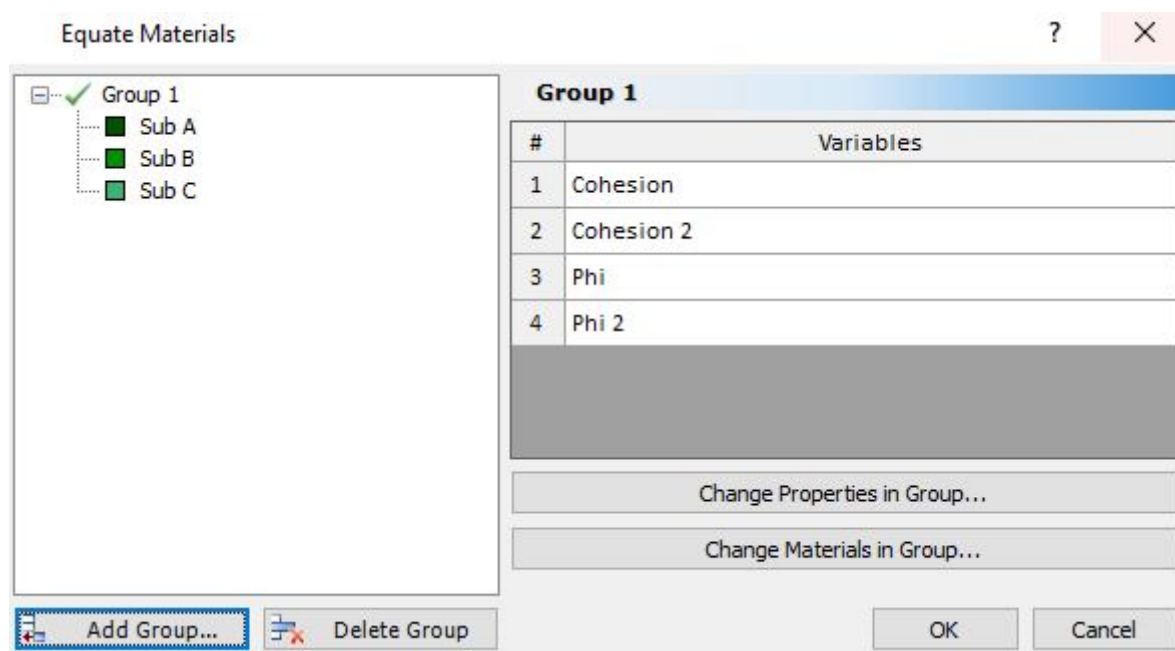 Equate Materials ?
Group 1
Sub A
Sub B
Sub C
Group 1
# Variables
1 Cohesion
2 Cohesion 2
3 Phi
4 Phi 2
Change Properties in Group...
Change Materials in Group...
Add Group... Delete Group OK Cancel